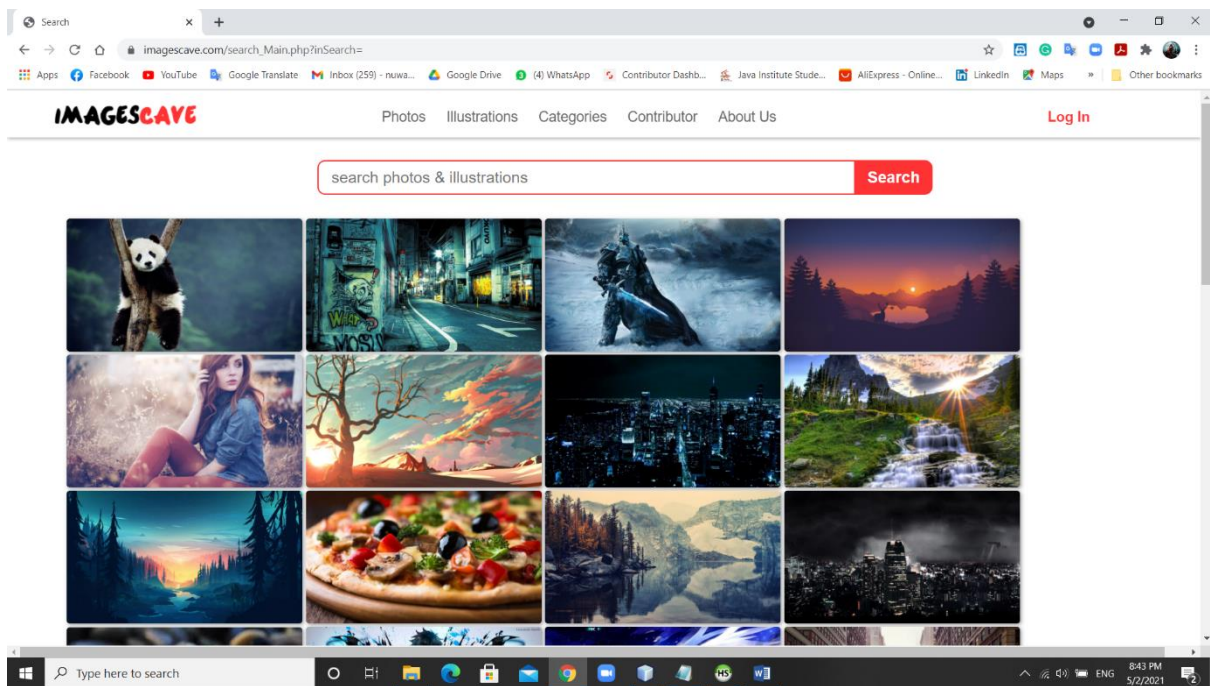 Search
imagescave.com/search_Main.php?inSearch=
Apps Facebook YouTube Google Translate Inbox (259) - nuwa... Google Drive (4) WhatsApp Contributor Dashb... Java Institute Stude... AliExpress - Online... LinkedIn Maps » Other bookmarks
IMAGESCAVE Photos Illustrations Categories Contributor About Us Log In
search photos & illustrations Search
Type here to search HS W ENG 8:43 PM
5/2/2021 2